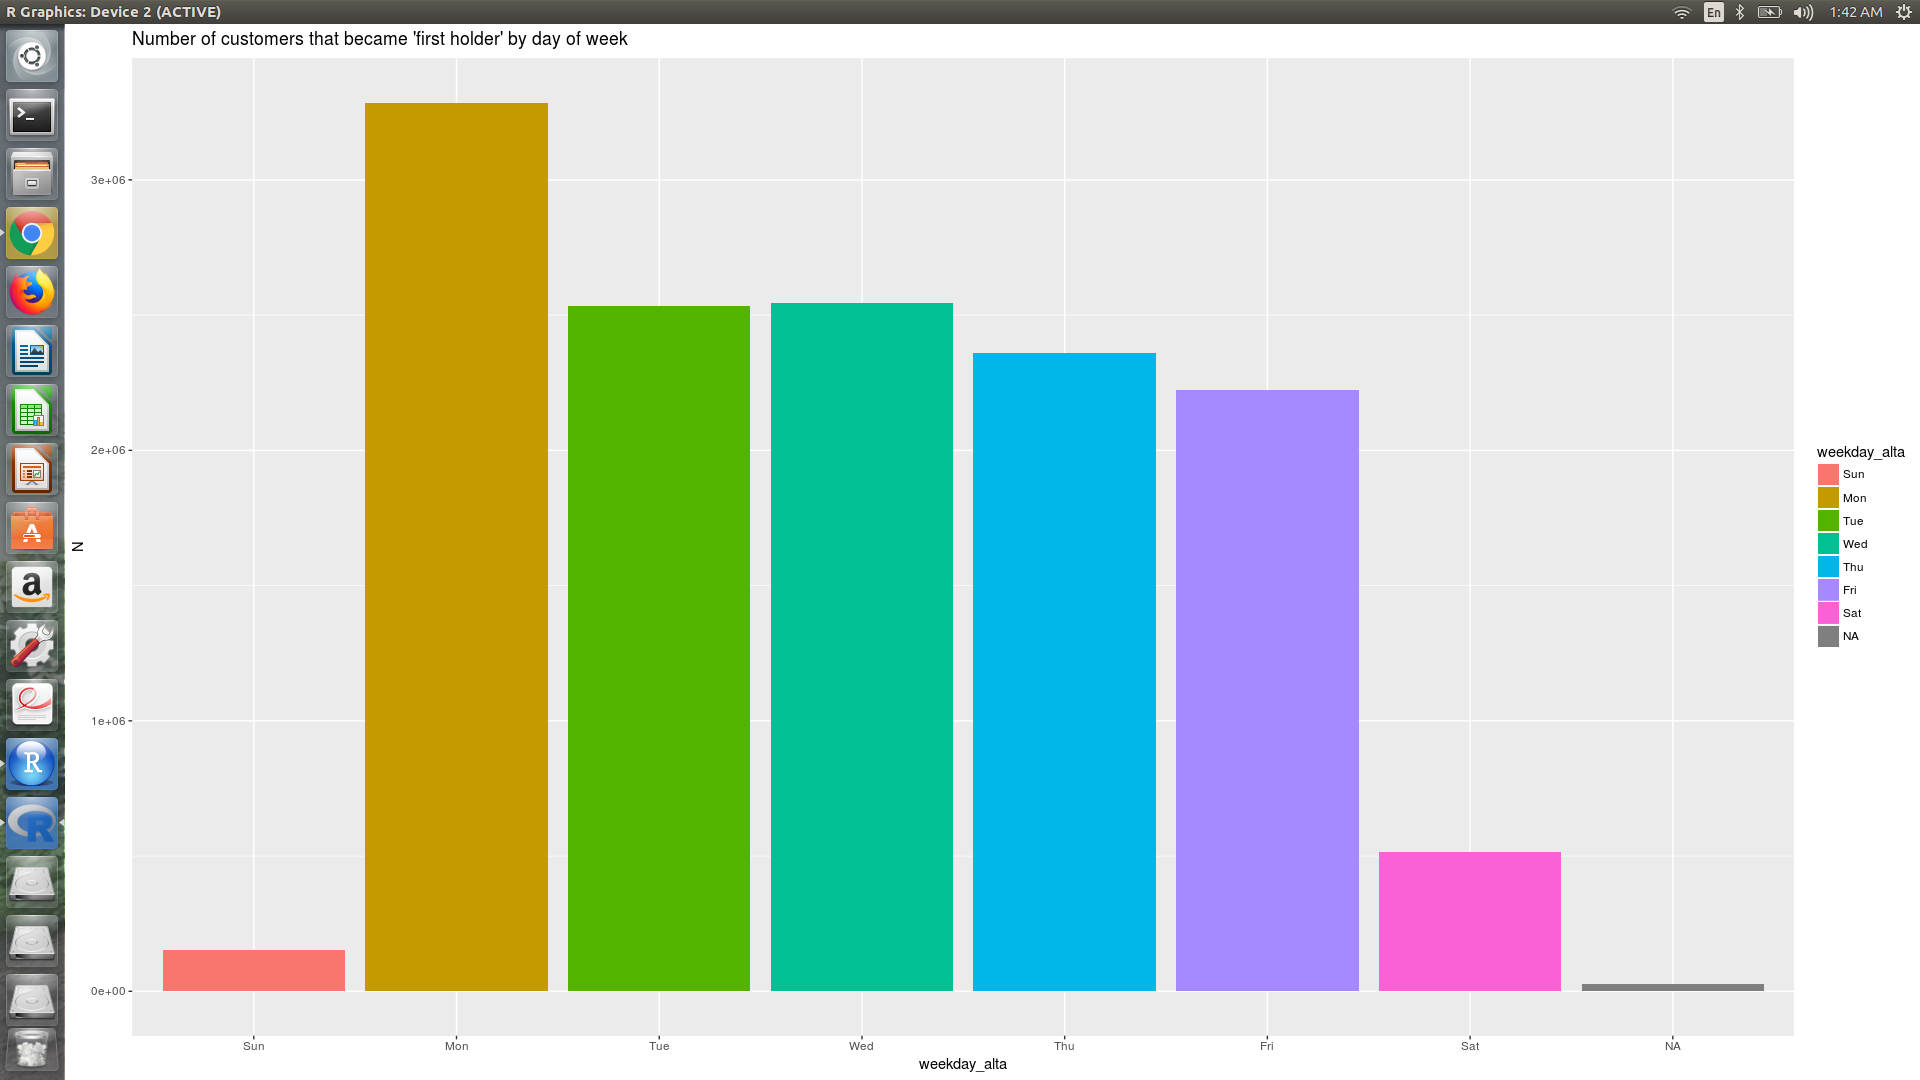 R Graphics: Device 2 (ACTIVE)
En
1:42 AM
Number of customers that became 'first holder' by day of week
3e+06
2e+06
1e+06
0e+00
N
Sun Mon Tue Wed Thu Fri Sat NA
weekday_alta
weekday_alta
Sun
Mon
Tue
Wed
Thu
Fri
Sat
NA
>_
A
a
R
R